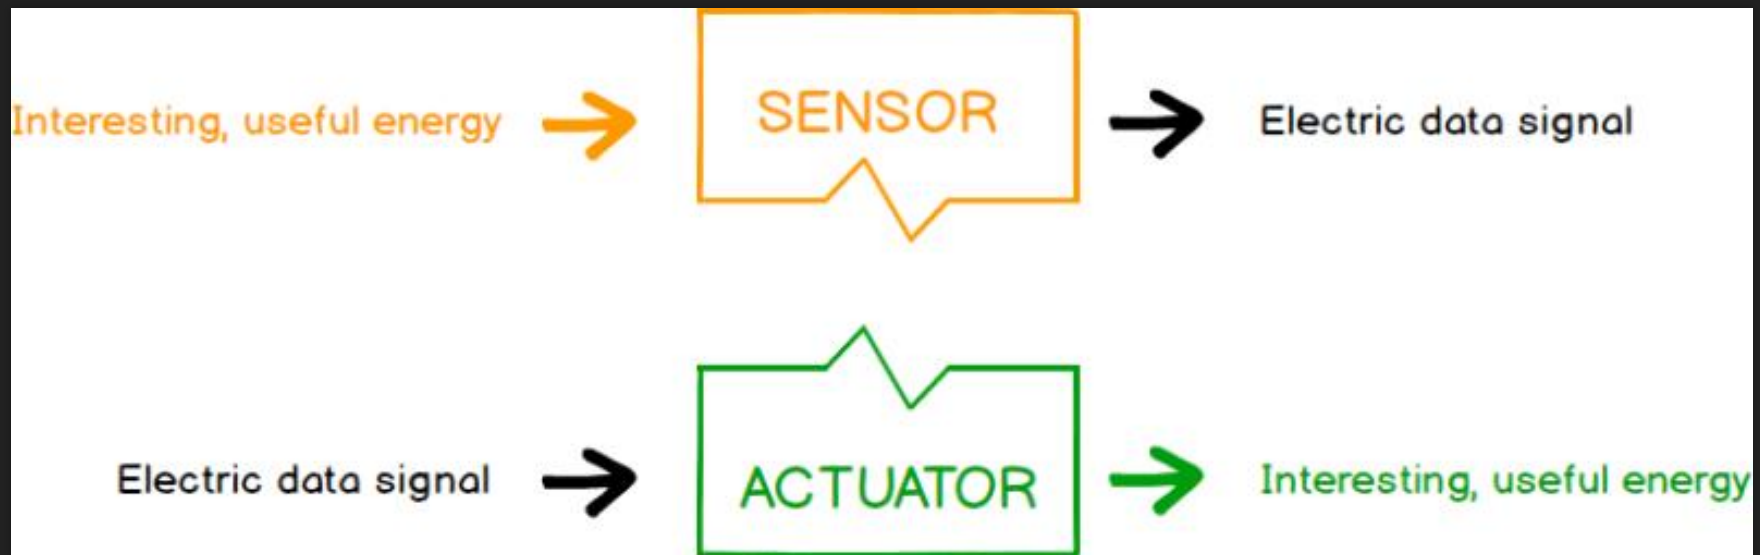 Interesting, useful energy
SENSOR
Electric data signal
Electric data signal
ACTUATOR
Interesting, useful energy